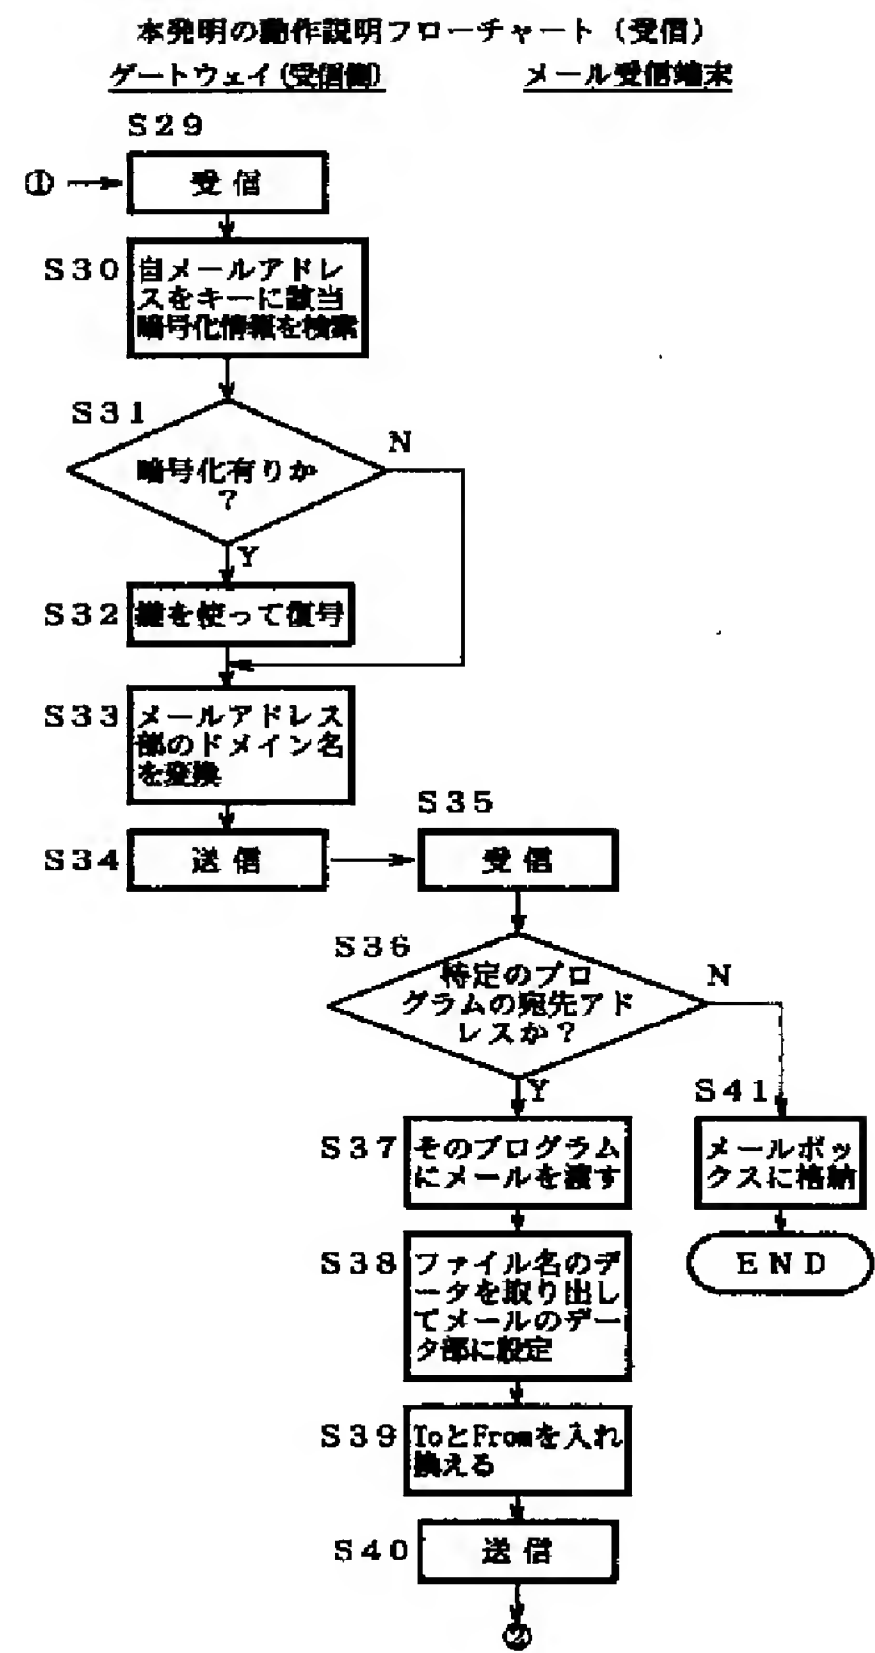 本発明の動作説明フローチャート（受信）
ゲートウェイ(受信側)
メール受信端末
S29
①
受信
S30
自メールアドレ
スをキーに該当
暗号化情報を検索
S31
暗号化有りか
？
N
Y
S32
鍵を使って復号
S33
メールアドレス
部のドメイン名
を変換
S34
送信
S35
受信
S36
特定のプロ
グラムの宛先アド
レスか？
N
Y
S37
そのプログラム
にメールを渡す
S41
メールボッ
クスに格納
END
S38
ファイル名のデ
ータを取り出し
てメールのデー
タ部に設定
S39
ToとFromを入れ
換える
S40
送信
②